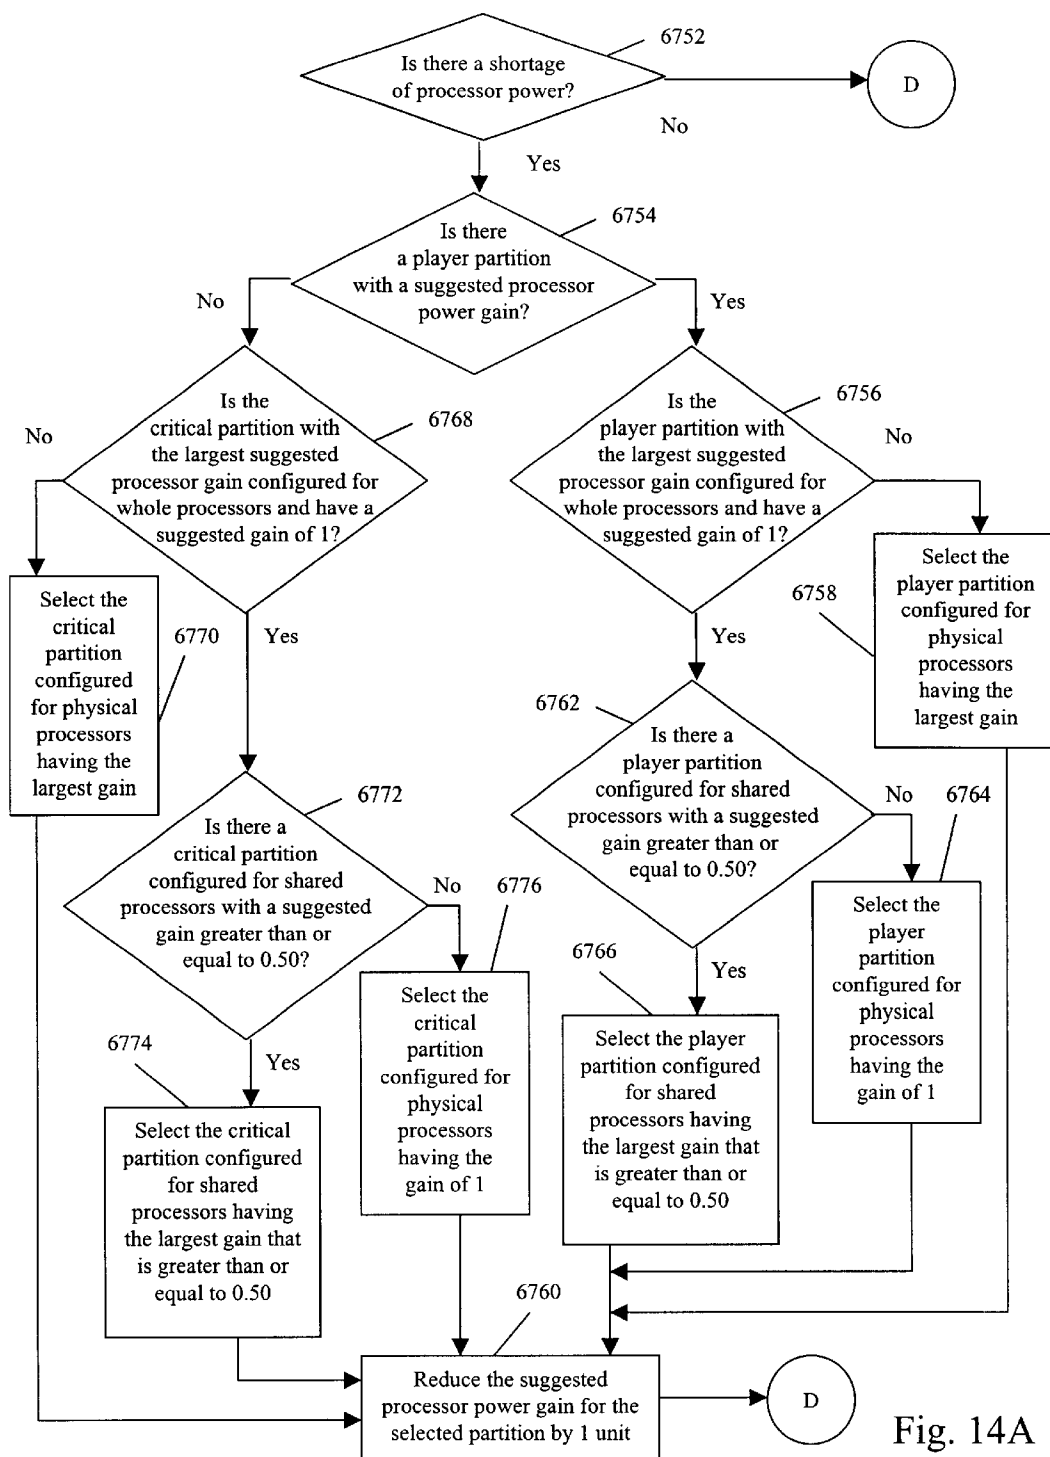 6752
Is there a shortage
of processor power?
D
No
Yes
6754
Is there
a player partition
with a suggested processor
power gain?
No
Yes
6768
Is the
critical partition with
the largest suggested
processor gain configured for
whole processors and have a
suggested gain of 1?
No
Yes
6756
Is the
player partition with
the largest suggested
processor gain configured for
whole processors and have a
suggested gain of 1?
No
Yes
6770
Select the
critical
partition
configured
for physical
processors
having the
largest gain
6758
Select the
player partition
configured for
physical
processors
having the
largest gain
6762
Is there a
player partition
configured for shared
processors with a suggested
gain greater than or
equal to 0.50?
No
Yes
6772
Is there a
critical partition
configured for shared
processors with a suggested
gain greater than or
equal to 0.50?
No
Yes
6764
Select the
player
partition
configured for
physical
processors
having the
gain of 1
6776
Select the
critical
partition
configured for
physical
processors
having the
gain of 1
6766
Select the player
partition configured
for shared
processors having
the largest gain that
is greater than or
equal to 0.50
6774
Select the critical
partition configured
for shared
processors having
the largest gain that
is greater than or
equal to 0.50
6760
Reduce the suggested
processor power gain for the
selected partition by 1 unit
D
Fig. 14A